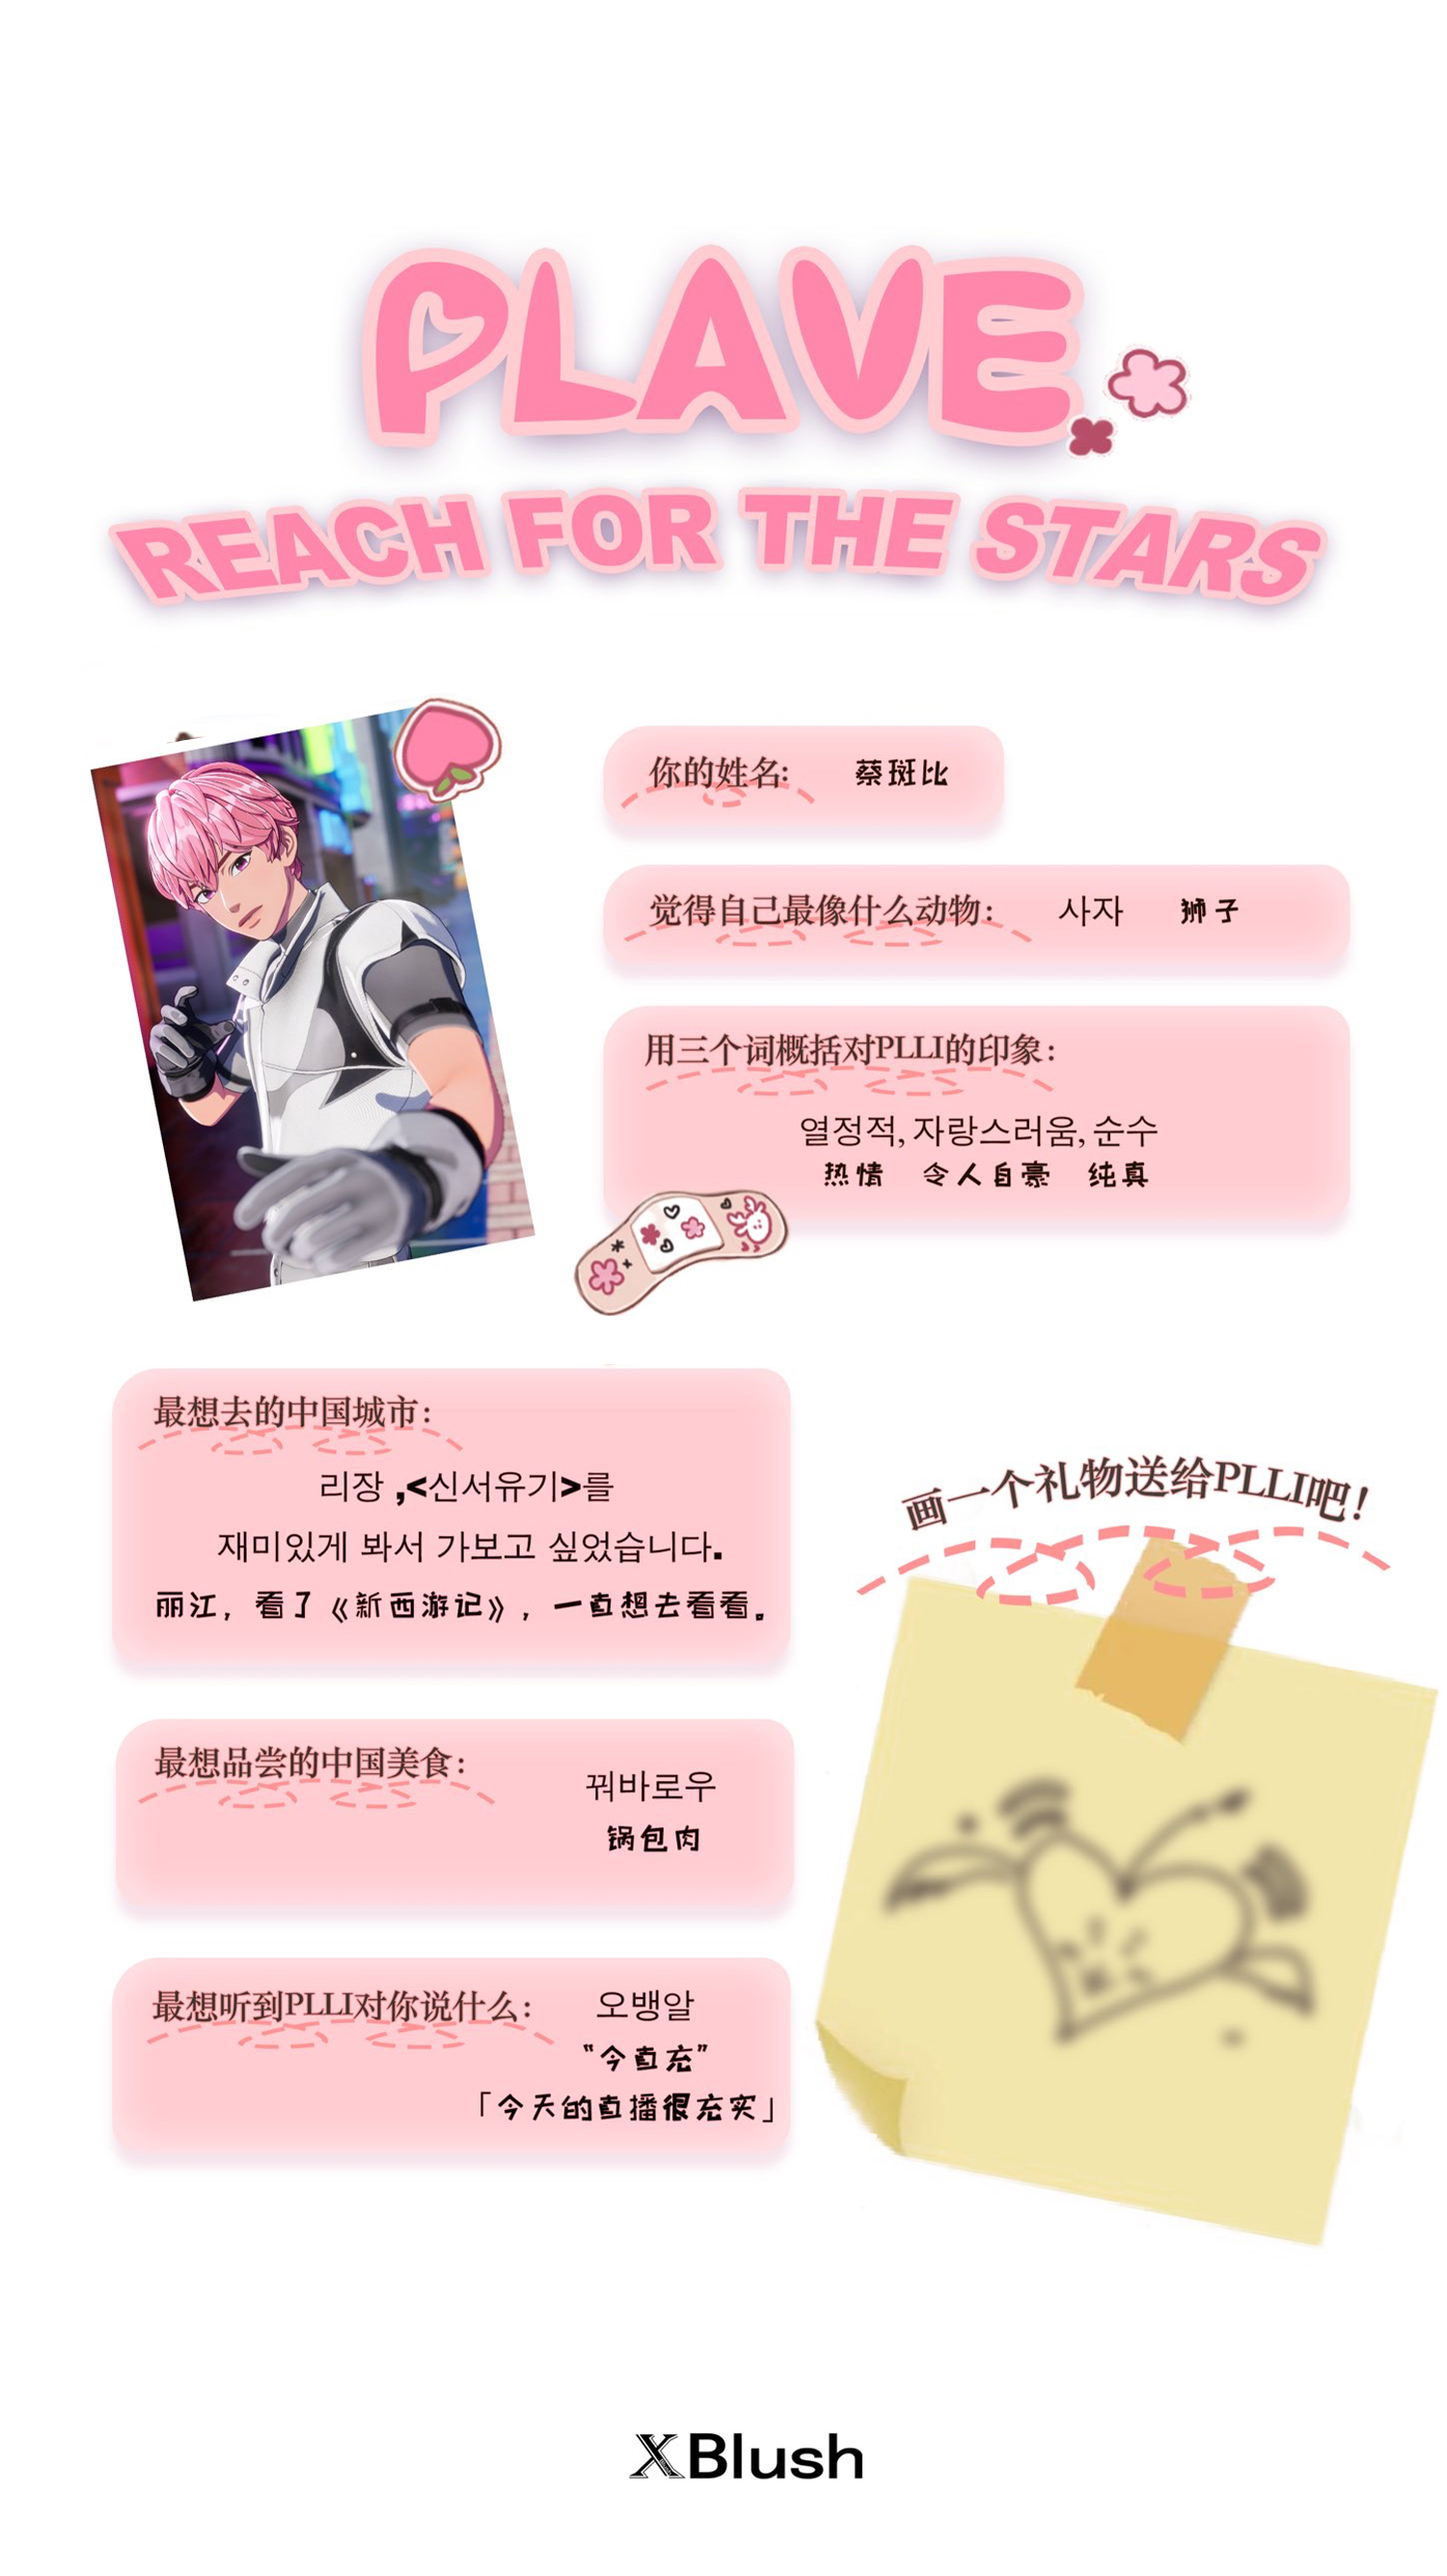 PLAVE
REACH FOR THE STARS
你的姓名: 蔡斑比
觉得自己最像什么动物: 사자 狮子
用三个词概括对PLLI的印象:
열정적, 자랑스러움, 순수
热情 令人自豪 纯真
最想去的中国城市:
리장 ,<신서유기>를
재미있게 봐서 가보고 싶었습니다.
丽江，看了《新西游记》，一直想去看看。
画一个礼物送给PLLI吧!
最想品尝的中国美食:
꿔바로우
锅包肉
最想听到PLLI对你说什么: 오뱅알
“今直充”
「今天的直播很充实」
XBlush